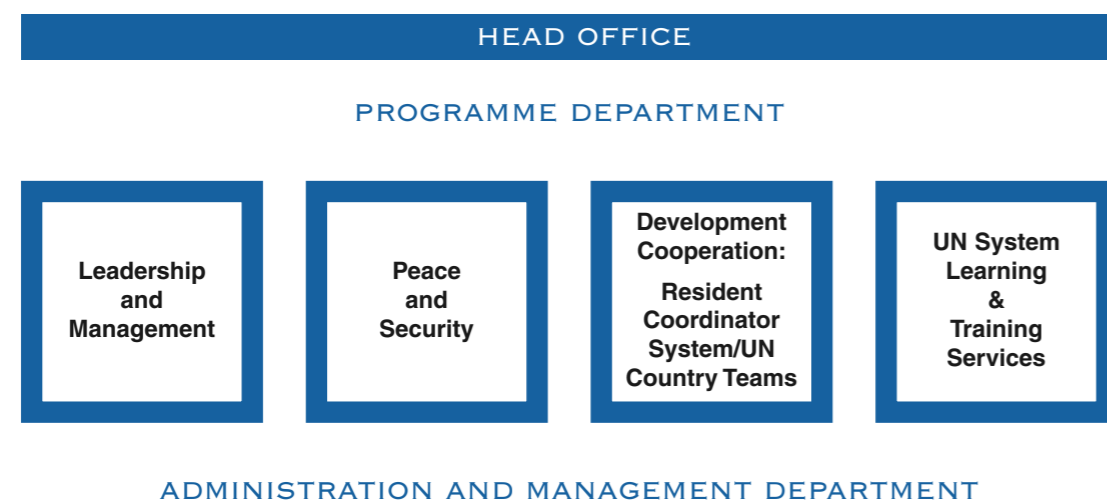 HEAD OFFICE
PROGRAMME DEPARTMENT
Leadership
and
Management
Peace
and
Security
Development
Cooperation:
Resident
Coordinator
System/UN
Country Teams
UN System
Learning
&
Training
Services
ADMINISTRATION AND MANAGEMENT DEPARTMENT